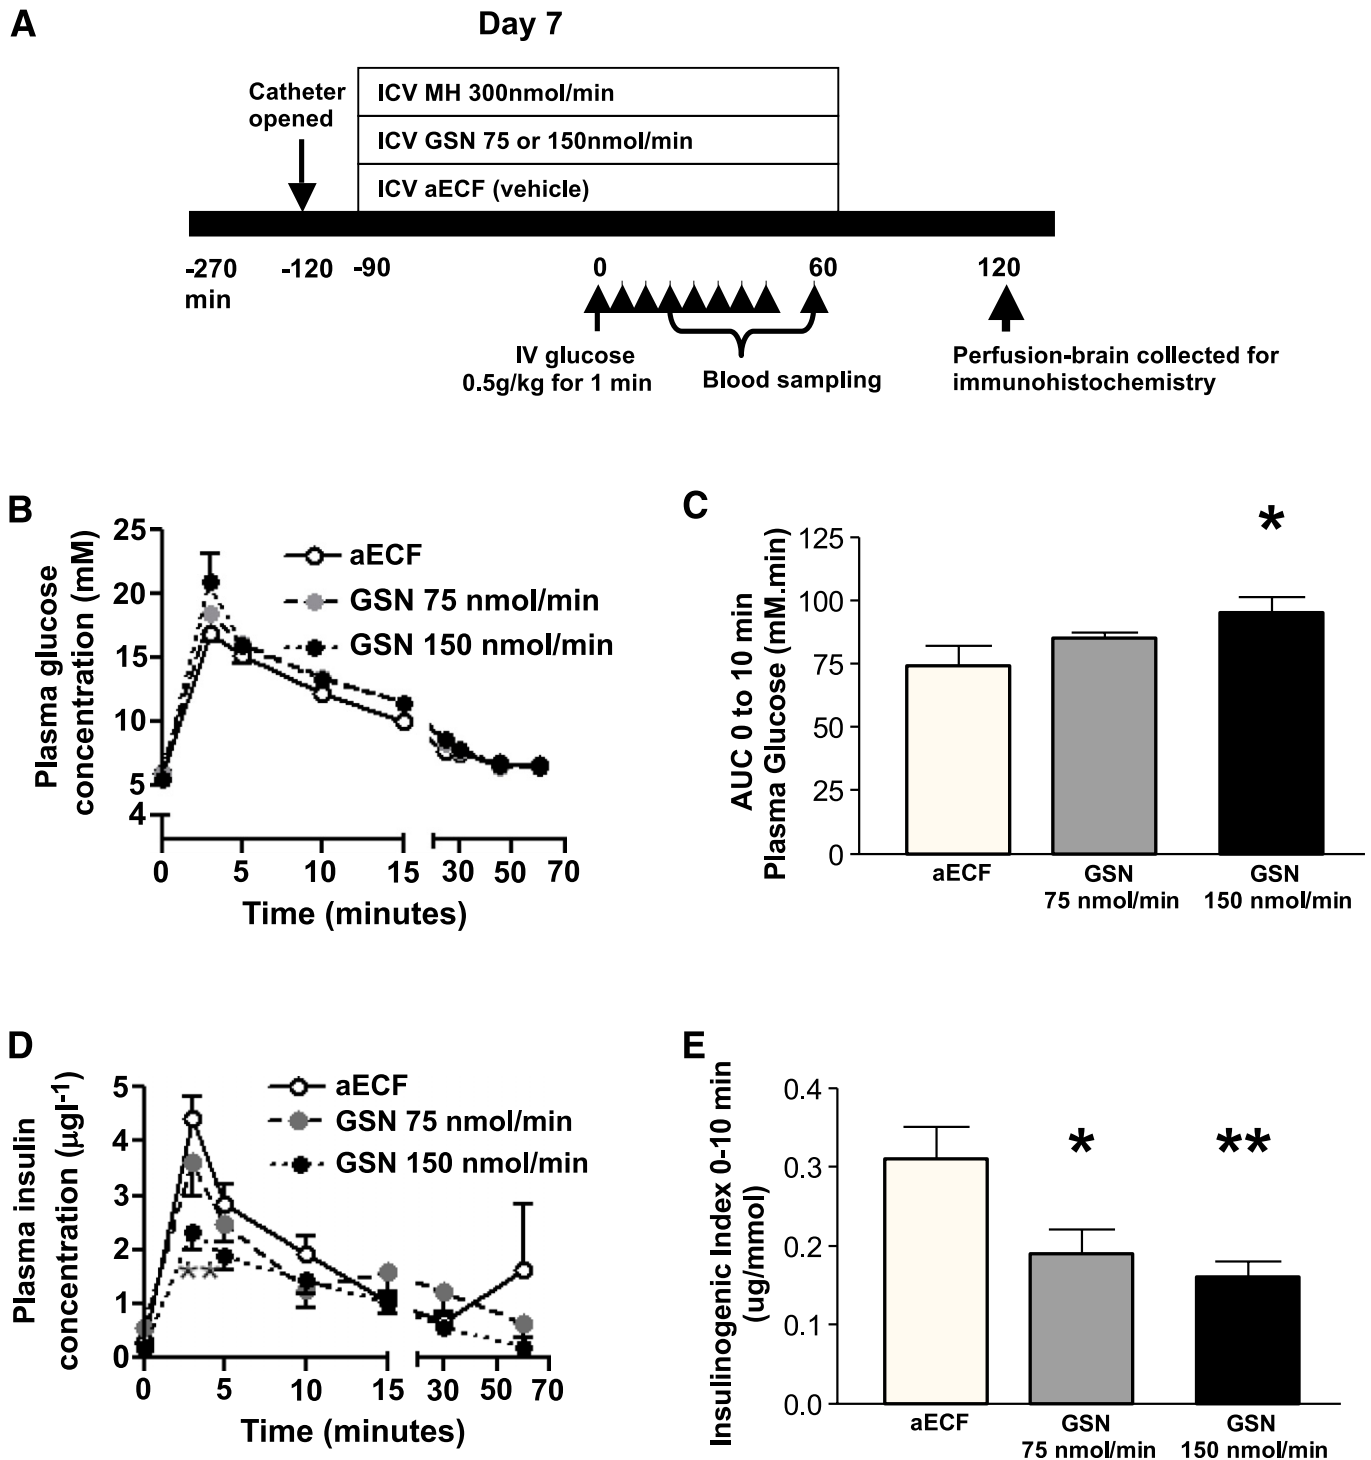 A
Day 7
Catheter
opened
ICV MH 300nmol/min
ICV GSN 75 or 150nmol/min
ICV aECF (vehicle)
-270
min
-120
-90
0
60
120
IV glucose
0.5g/kg for 1 min
Blood sampling
Perfusion-brain collected for
immunohistochemistry
B
Plasma glucose
concentration (mM)
25
20
15
10
5
4
aECF
GSN 75 nmol/min
GSN 150 nmol/min
0 5 10 15 30 50 70
Time (minutes)
C
AUC 0 to 10 min
Plasma Glucose (mM.min)
125
100
75
50
25
0
*
aECF
GSN
75 nmol/min
GSN
150 nmol/min
D
Plasma insulin
concentration (µgl-1)
5
4
3
2
1
0
aECF
GSN 75 nmol/min
GSN 150 nmol/min
**
0 5 10 15 30 50 70
Time (minutes)
E
Insulinogenic Index 0-10 min
(ug/mmol)
0.4
0.3
0.2
0.1
0.0
*
**
aECF
GSN
75 nmol/min
GSN
150 nmol/min